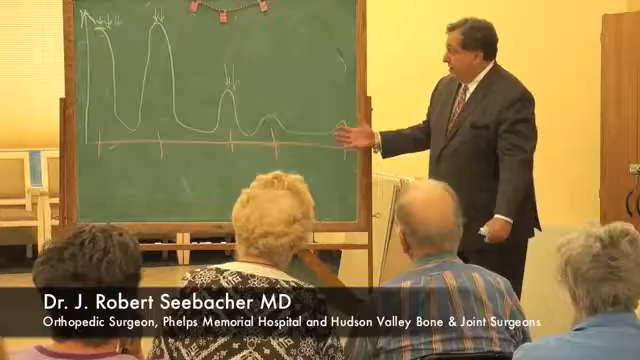 Dr. J. Robert Seebacher MD
Orthopedic Surgeon, Phelps Memorial Hospital and Hudson Valley Bone & Joint Surgeons